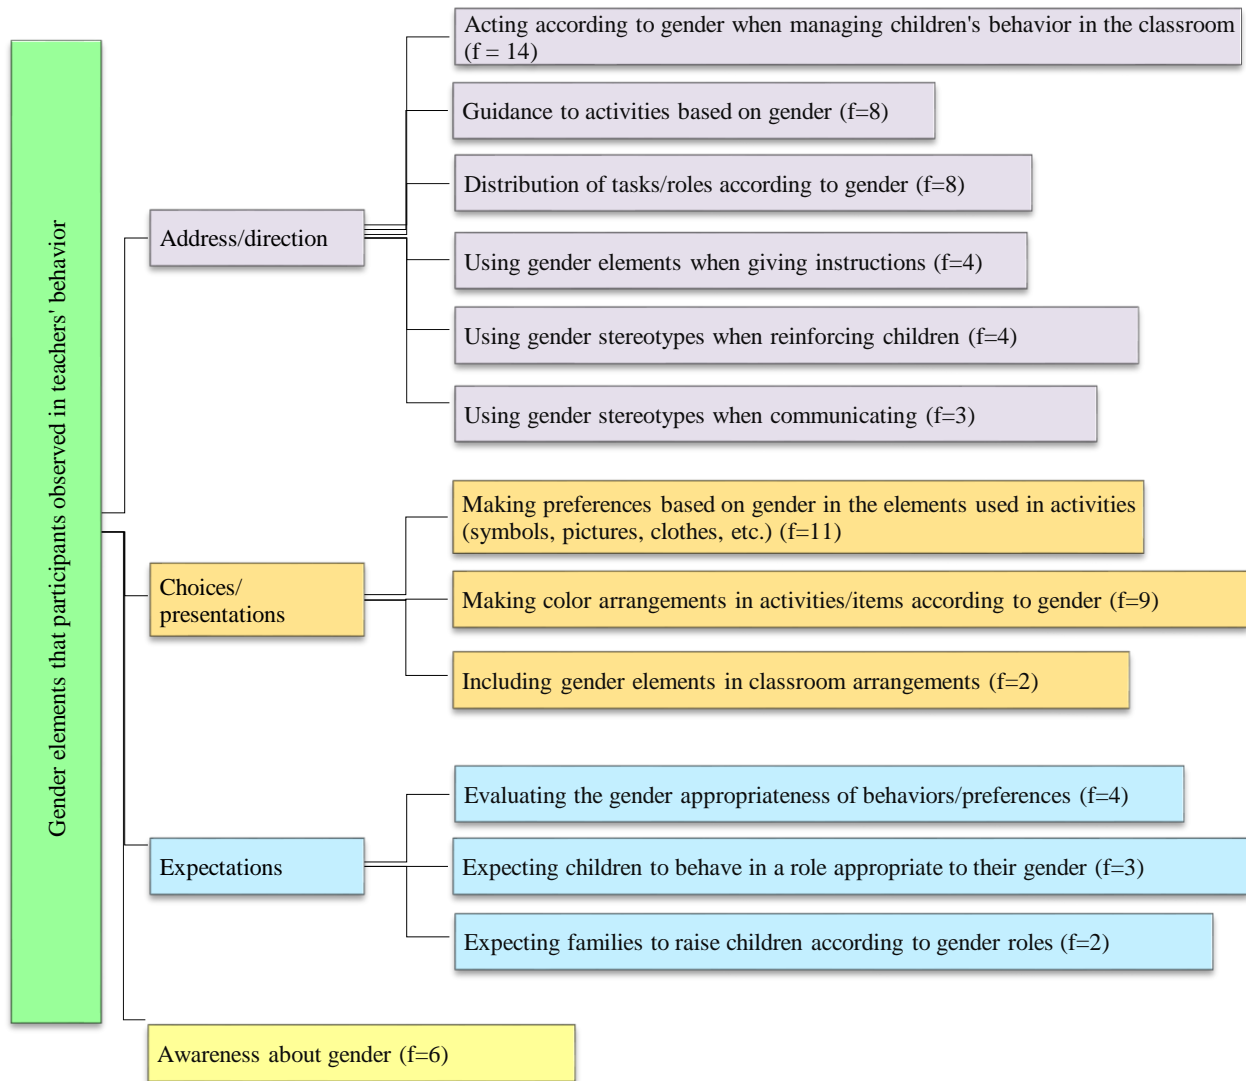 Gender elements that participants observed in teachers' behavior
Address/direction
Acting according to gender when managing children's behavior in the classroom
(f = 14)
Guidance to activities based on gender (f=8)
Distribution of tasks/roles according to gender (f=8)
Using gender elements when giving instructions (f=4)
Using gender stereotypes when reinforcing children (f=4)
Using gender stereotypes when communicating (f=3)
Choices/
presentations
Making preferences based on gender in the elements used in activities
(symbols, pictures, clothes, etc.) (f=11)
Making color arrangements in activities/items according to gender (f=9)
Including gender elements in classroom arrangements (f=2)
Expectations
Evaluating the gender appropriateness of behaviors/preferences (f=4)
Expecting children to behave in a role appropriate to their gender (f=3)
Expecting families to raise children according to gender roles (f=2)
Awareness about gender (f=6)